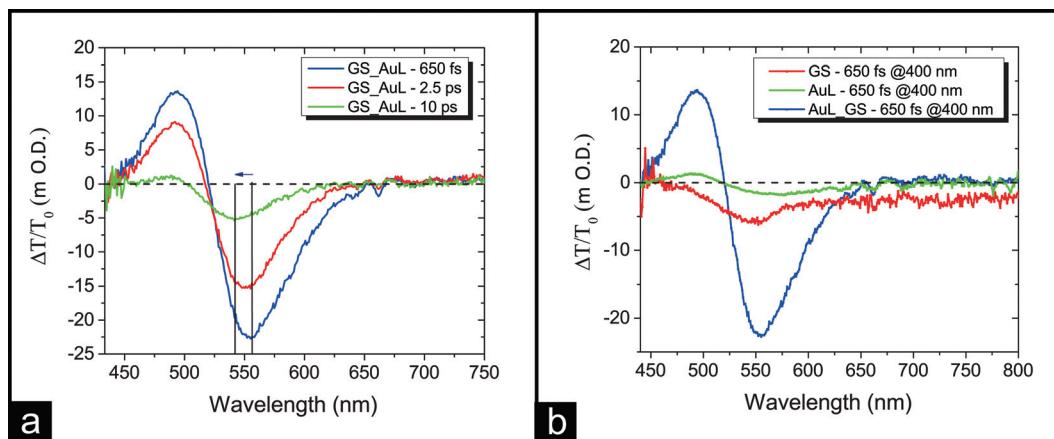 20
15
10
5
0
-5
-10
-15
-20
-25
ΔT/T₀ (m O.D.)
GS_AuL - 650 fs
GS_AuL - 2.5 ps
GS_AuL - 10 ps
450 500 550 600 650 700 750
Wavelength (nm)
a
20
10
0
-10
-20
ΔT/T₀ (m O.D.)
GS - 650 fs @400 nm
AuL - 650 fs @400 nm
AuL_GS - 650 fs @400 nm
450 500 550 600 650 700 750 800
Wavelength (nm)
b